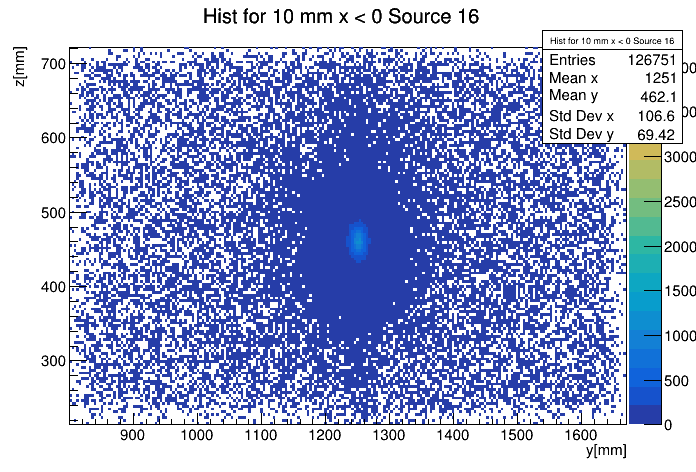 Hist for 10 mm x < 0 Source 16
z[mm]
700
600
500
400
300
900 1000 1100 1200 1300 1400 1500 1600
y[mm]
Hist for 10 mm x < 0 Source 16
Entries 126751
Mean x 1251
Mean y 462.1
Std Dev x 106.6
Std Dev y 69.42
3000
2500
2000
1500
1000
500
0